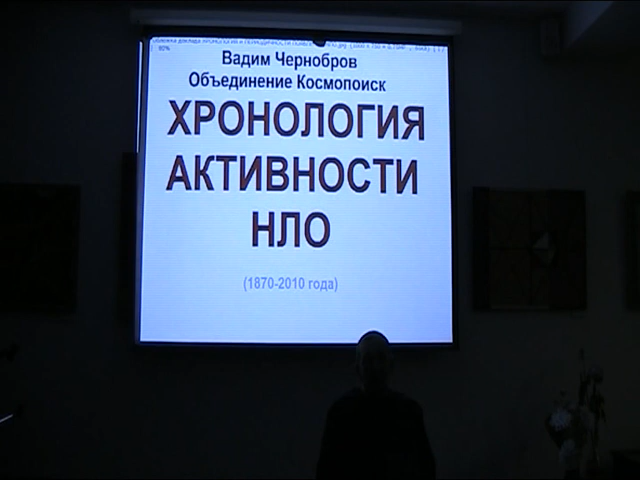 Вадим Чернобров
Объединение Космопоиск
ХРОНОЛОГИЯ
АКТИВНОСТИ
НЛО
(1870-2010 года)